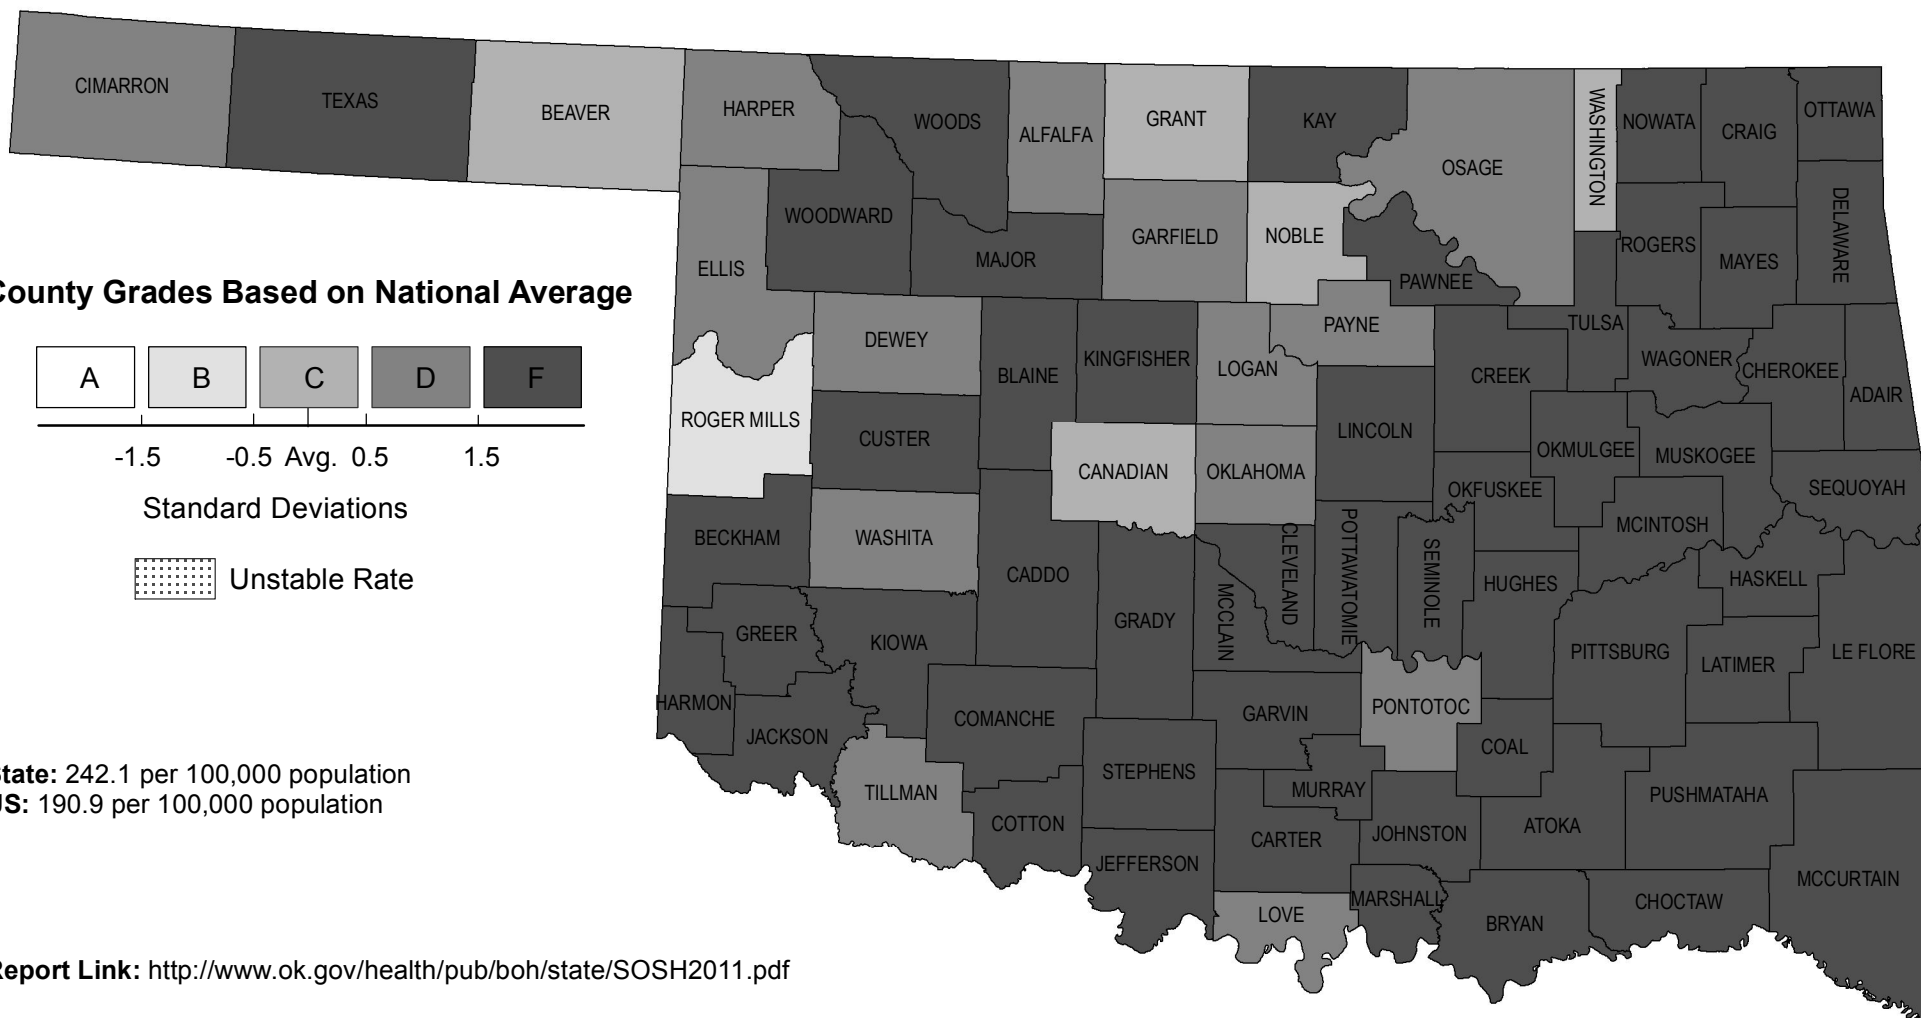 CIMARRON
TEXAS
BEAVER
HARPER
WOODS
ALFALFA
GRANT
KAY
OSAGE
WASHINGTON
NOWATA
CRAIG
OTTAWA
DELAWARE
ELLIS
WOODWARD
MAJOR
GARFIELD
NOBLE
PAWNEE
ROGERS
MAYES
County Grades Based on National Average
A B C D F
-1.5 -0.5 Avg. 0.5 1.5
Standard Deviations
Unstable Rate
DEWEY
BLAINE
KINGFISHER
LOGAN
PAYNE
CREEK
TULSA
WAGONER
CHEROKEE
ADAIR
ROGER MILLS
CUSTER
CANADIAN
OKLAHOMA
LINCOLN
OKMULGEE
MUSKOGEE
OKFUSKEE
SEQUOYAH
MCINTOSH
BECKHAM
WASHITA
CADDO
GRADY
MCCLAIN
CLEVELAND
POTTAWATOMIE
SEMINOLE
HUGHES
HASKELL
GREER
KIOWA
PITTSBURG
LATIMER
LE FLORE
HARMON
JACKSON
COMANCHE
GARVIN
PONTOTOC
COAL
TILLMAN
STEPHENS
MURRAY
PUSHMATAHA
COTTON
CARTER
JOHNSTON
ATOKA
JEFFERSON
LOVE
MARSHALL
BRYAN
CHOCTAW
MCCURTAIN
State: 242.1 per 100,000 population
US: 190.9 per 100,000 population
Report Link: http://www.ok.gov/health/pub/boh/state/SOSH2011.pdf